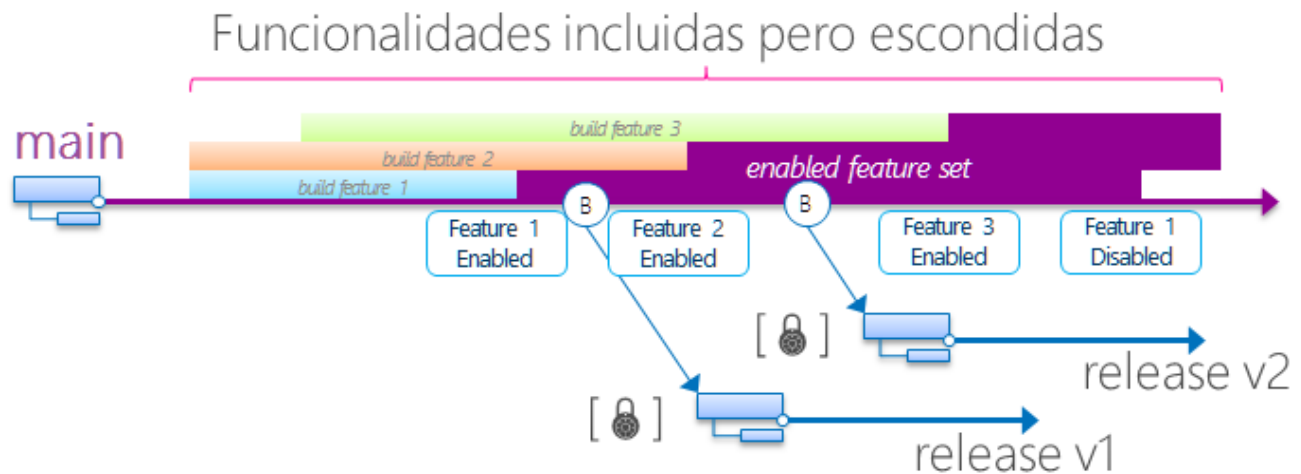 Funcionalidades incluidas pero escondidas
main
build feature 3
build feature 2
enabled feature set
build feature 1
B
B
Feature 1
Enabled
Feature 2
Enabled
Feature 3
Enabled
Feature 1
Disabled
[ ]
release v2
[ ]
release v1